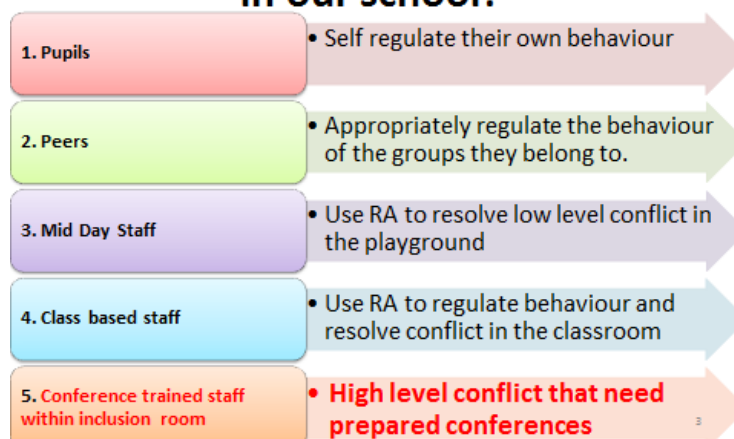 in our school.
1. Pupils
• Self regulate their own behaviour
2. Peers
• Appropriately regulate the behaviour
of the groups they belong to.
3. Mid Day Staff
• Use RA to resolve low level conflict in
the playground
4. Class based staff
• Use RA to regulate behaviour and
resolve conflict in the classroom
5. Conference trained staff
within inclusion room
• High level conflict that need
prepared conferences
3